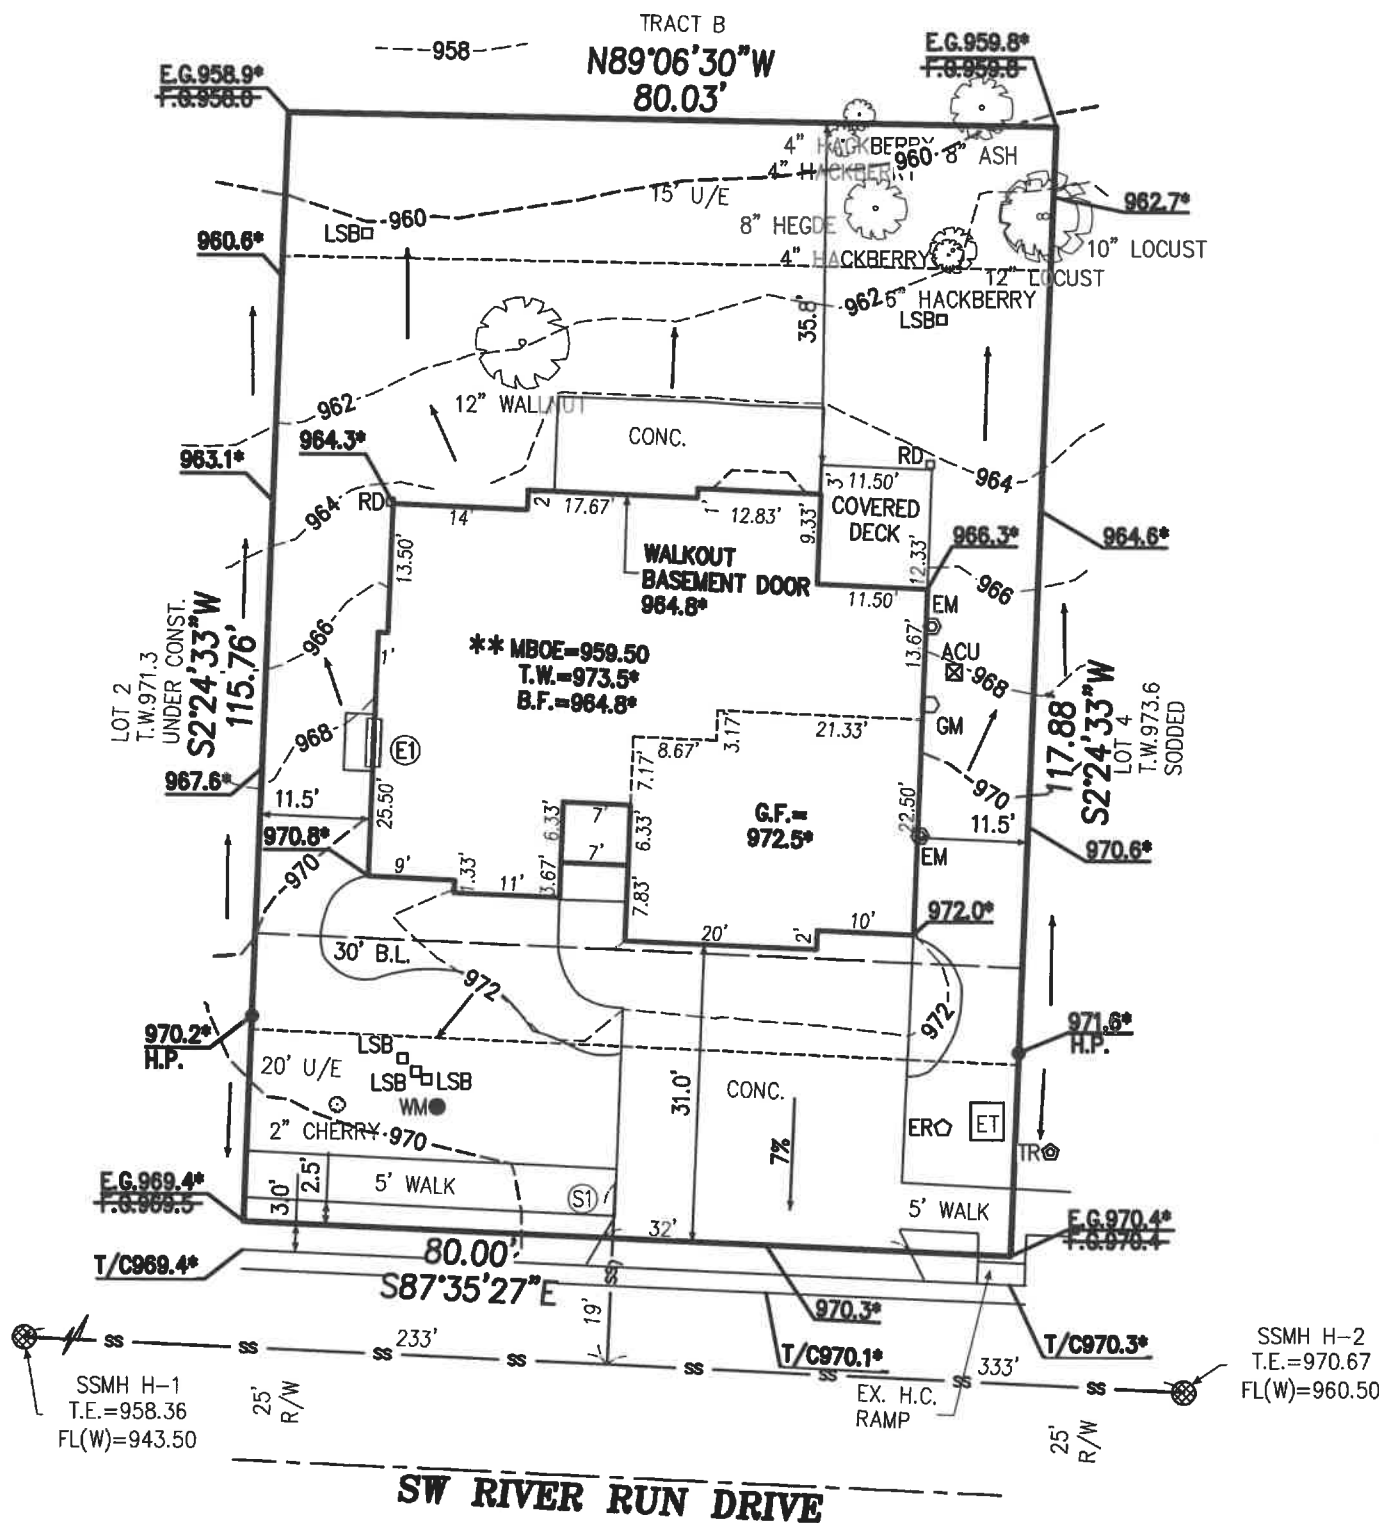 TRACT B
958
N89°06'30"W
80.03'
E.G.958.9*
F.G.958.0
E.G.959.8*
F.G.959.8
4" HACKBERRY
4" HACKBERRY
960
8" ASH
15' U/E
960
LSB
960.6*
962.7*
8" HEGDE
4" HACKBERRY
10" LOCUST
12" LOCUST
962
6" HACKBERRY
LSB
35.8'
962
12" WALLNUT
CONC.
964.3*
963.1*
RD
964
RD
964
14'
2'
17.67'
1'
12.83'
9.33'
3'
11.50'
COVERED
DECK
12.33'
11.50'
966.3*
964.6*
966
EM
13.50'
1'
WALKOUT
BASEMENT DOOR
964.8*
** MBOE=959.50
T.W.=973.5*
B.F.=964.8*
13.67'
ACU
968
GM
LOT 2
T.W.971.3
UNDER CONST.
S2°24'33"W
115.76'
966
968
E1
117.88'
S2°24'33"W
LOT 4
T.W.973.6
SODDED
8.67'
3.17'
21.33'
7.17'
967.6*
11.5'
25.50'
970.8*
970
G.F.=
972.5*
22.50'
970
11.5'
EM
970.6*
6.33'
7'
7'
6.33'
9'
1.33'
11'
3.67'
7.83'
20'
2'
10'
972.0*
30' B.L.
972
972
970.2*
H.P.
971.6*
H.P.
LSB
LSB
LSB
20' U/E
WM
2" CHERRY
970
31.0'
CONC.
7%
ER
ET
TR
E.G.969.4*
F.G.969.5
3.0'
2.5'
5' WALK
S1
32'
5' WALK
E.G.970.4*
F.G.970.4
T/C969.4*
80.00'
S87°35'27"E
SS
19'
970.3*
T/C970.1*
T/C970.3*
SS
233'
SS
SS
SS
SS
SS
SS
333'
SS
SSMH H-1
T.E.=958.36
FL(W)=943.50
25'
R/W
EX. H.C.
RAMP
25'
R/W
SSMH H-2
T.E.=970.67
FL(W)=960.50
SW RIVER RUN DRIVE